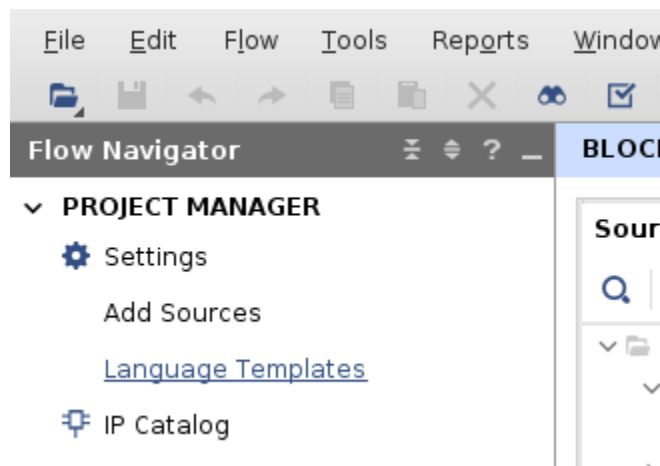 File Edit Flow Tools Reports
Flow Navigator ?
PROJECT MANAGER
Settings
Add Sources
Language Templates
IP Catalog